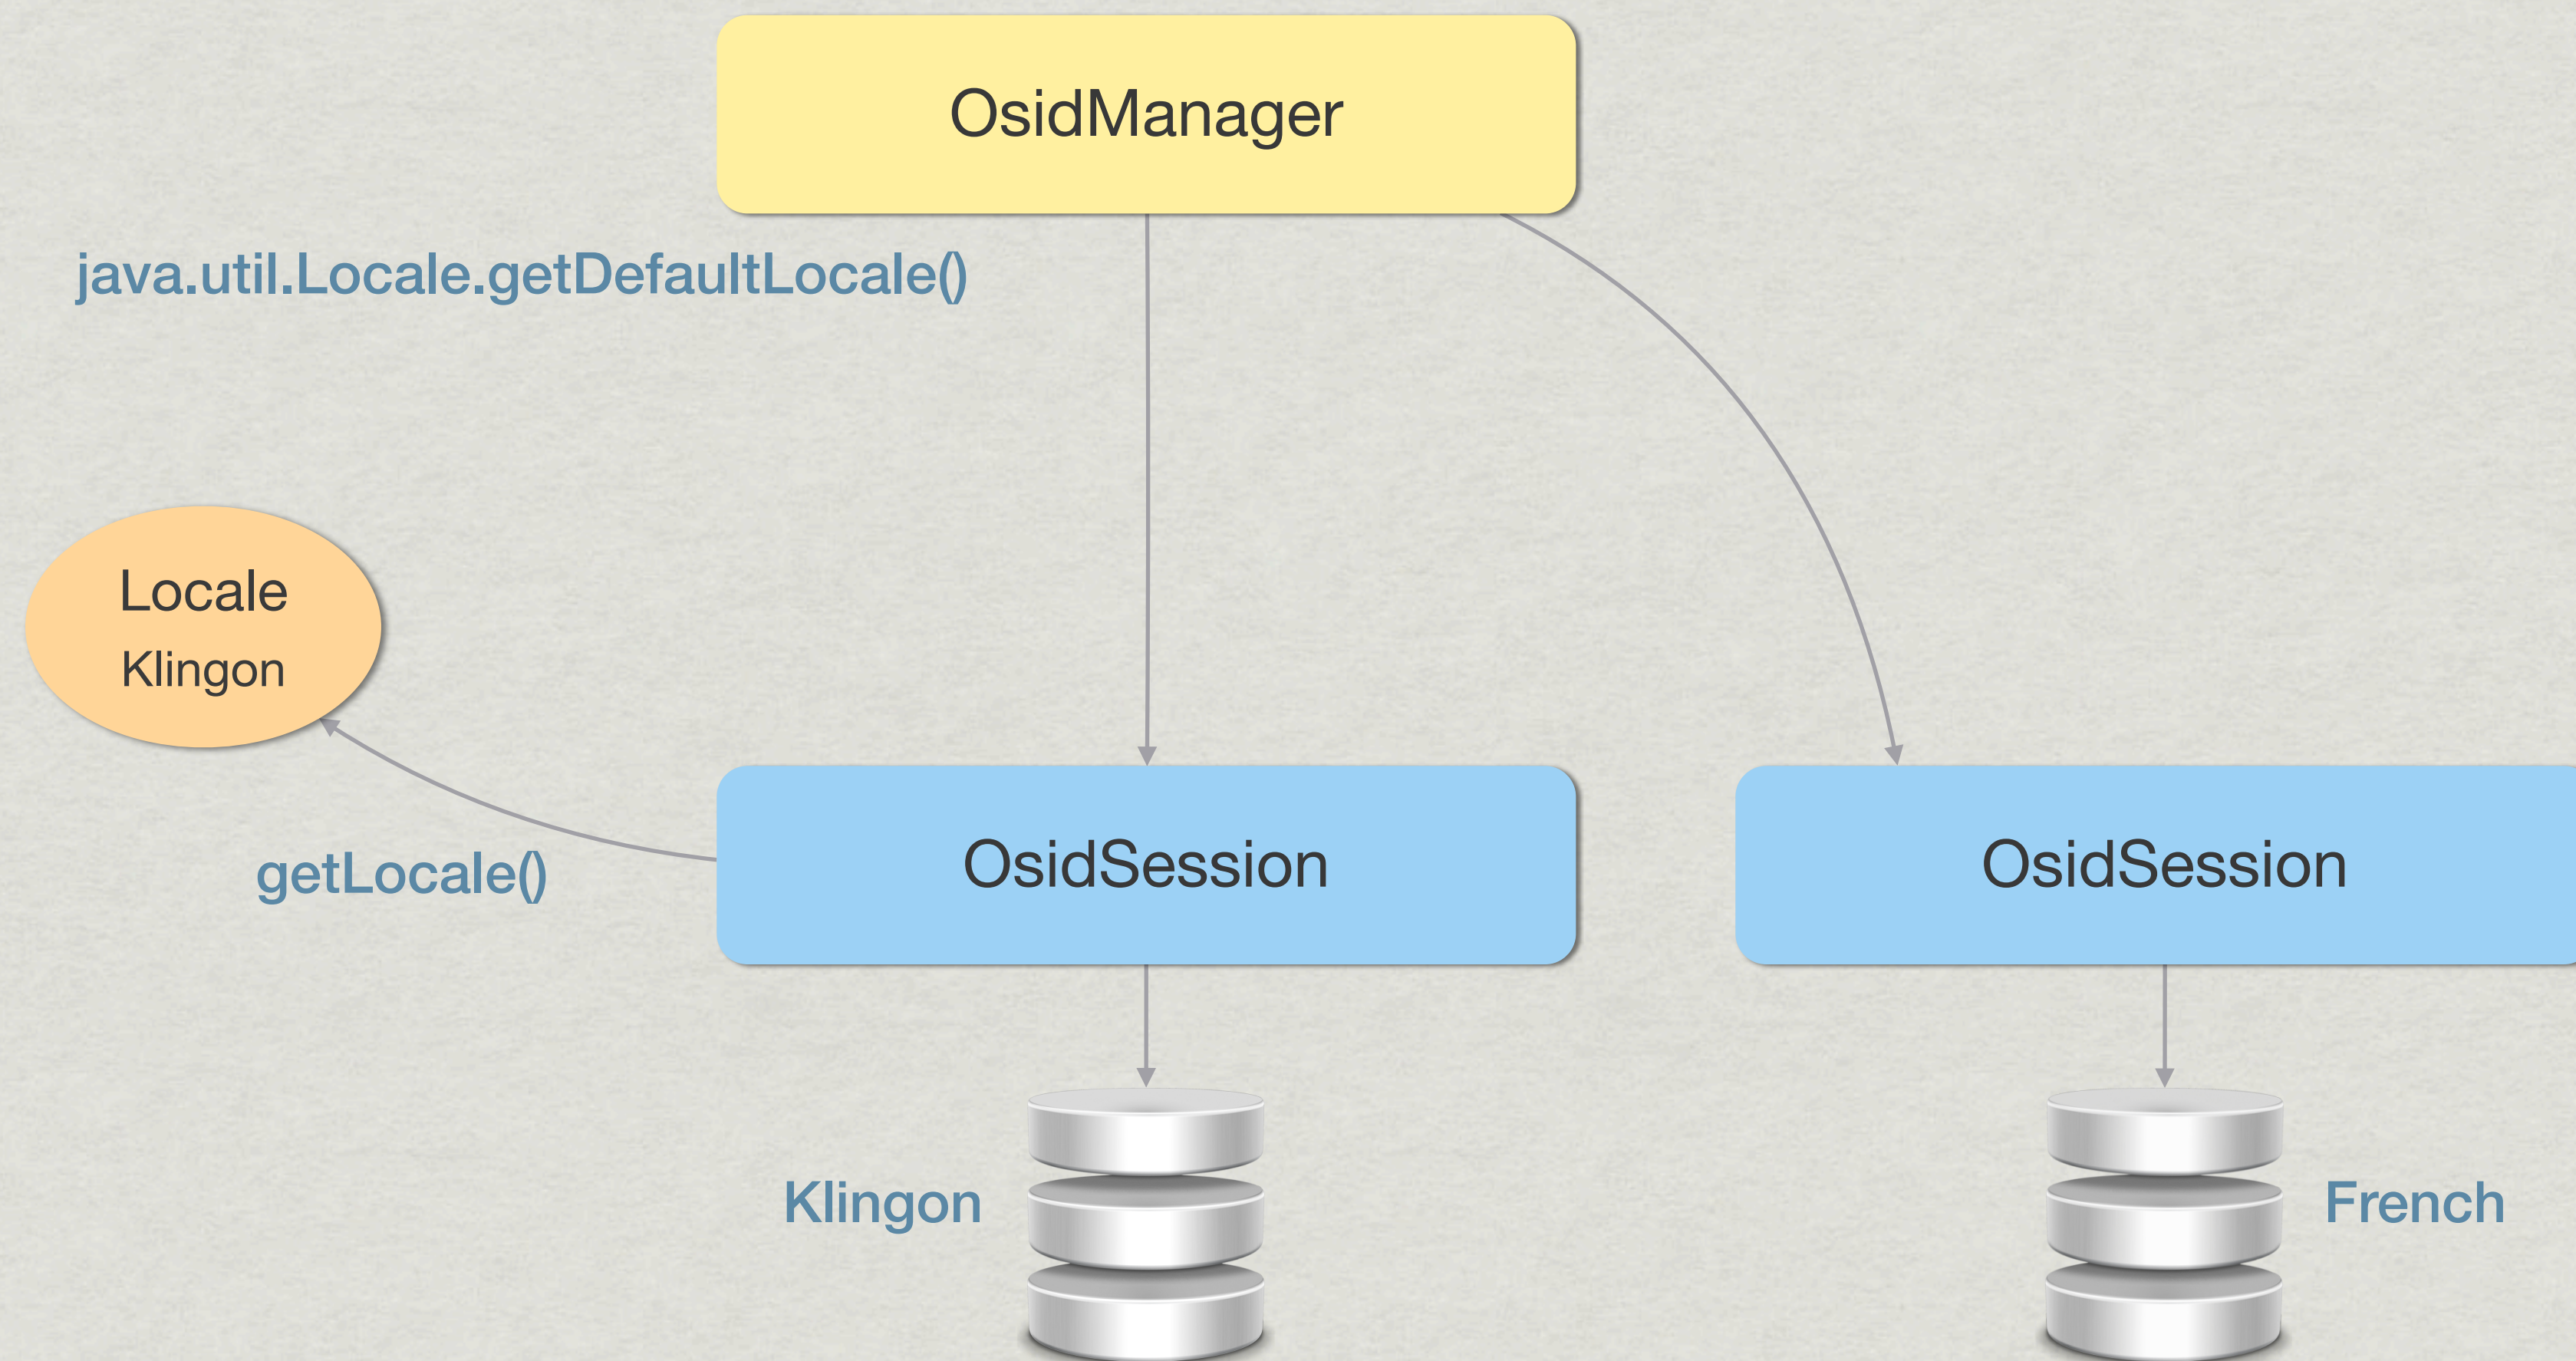 OsidManager
java.util.Locale.getDefaultLocale()
Locale
Klingon
getLocale()
OsidSession
OsidSession
Klingon
French